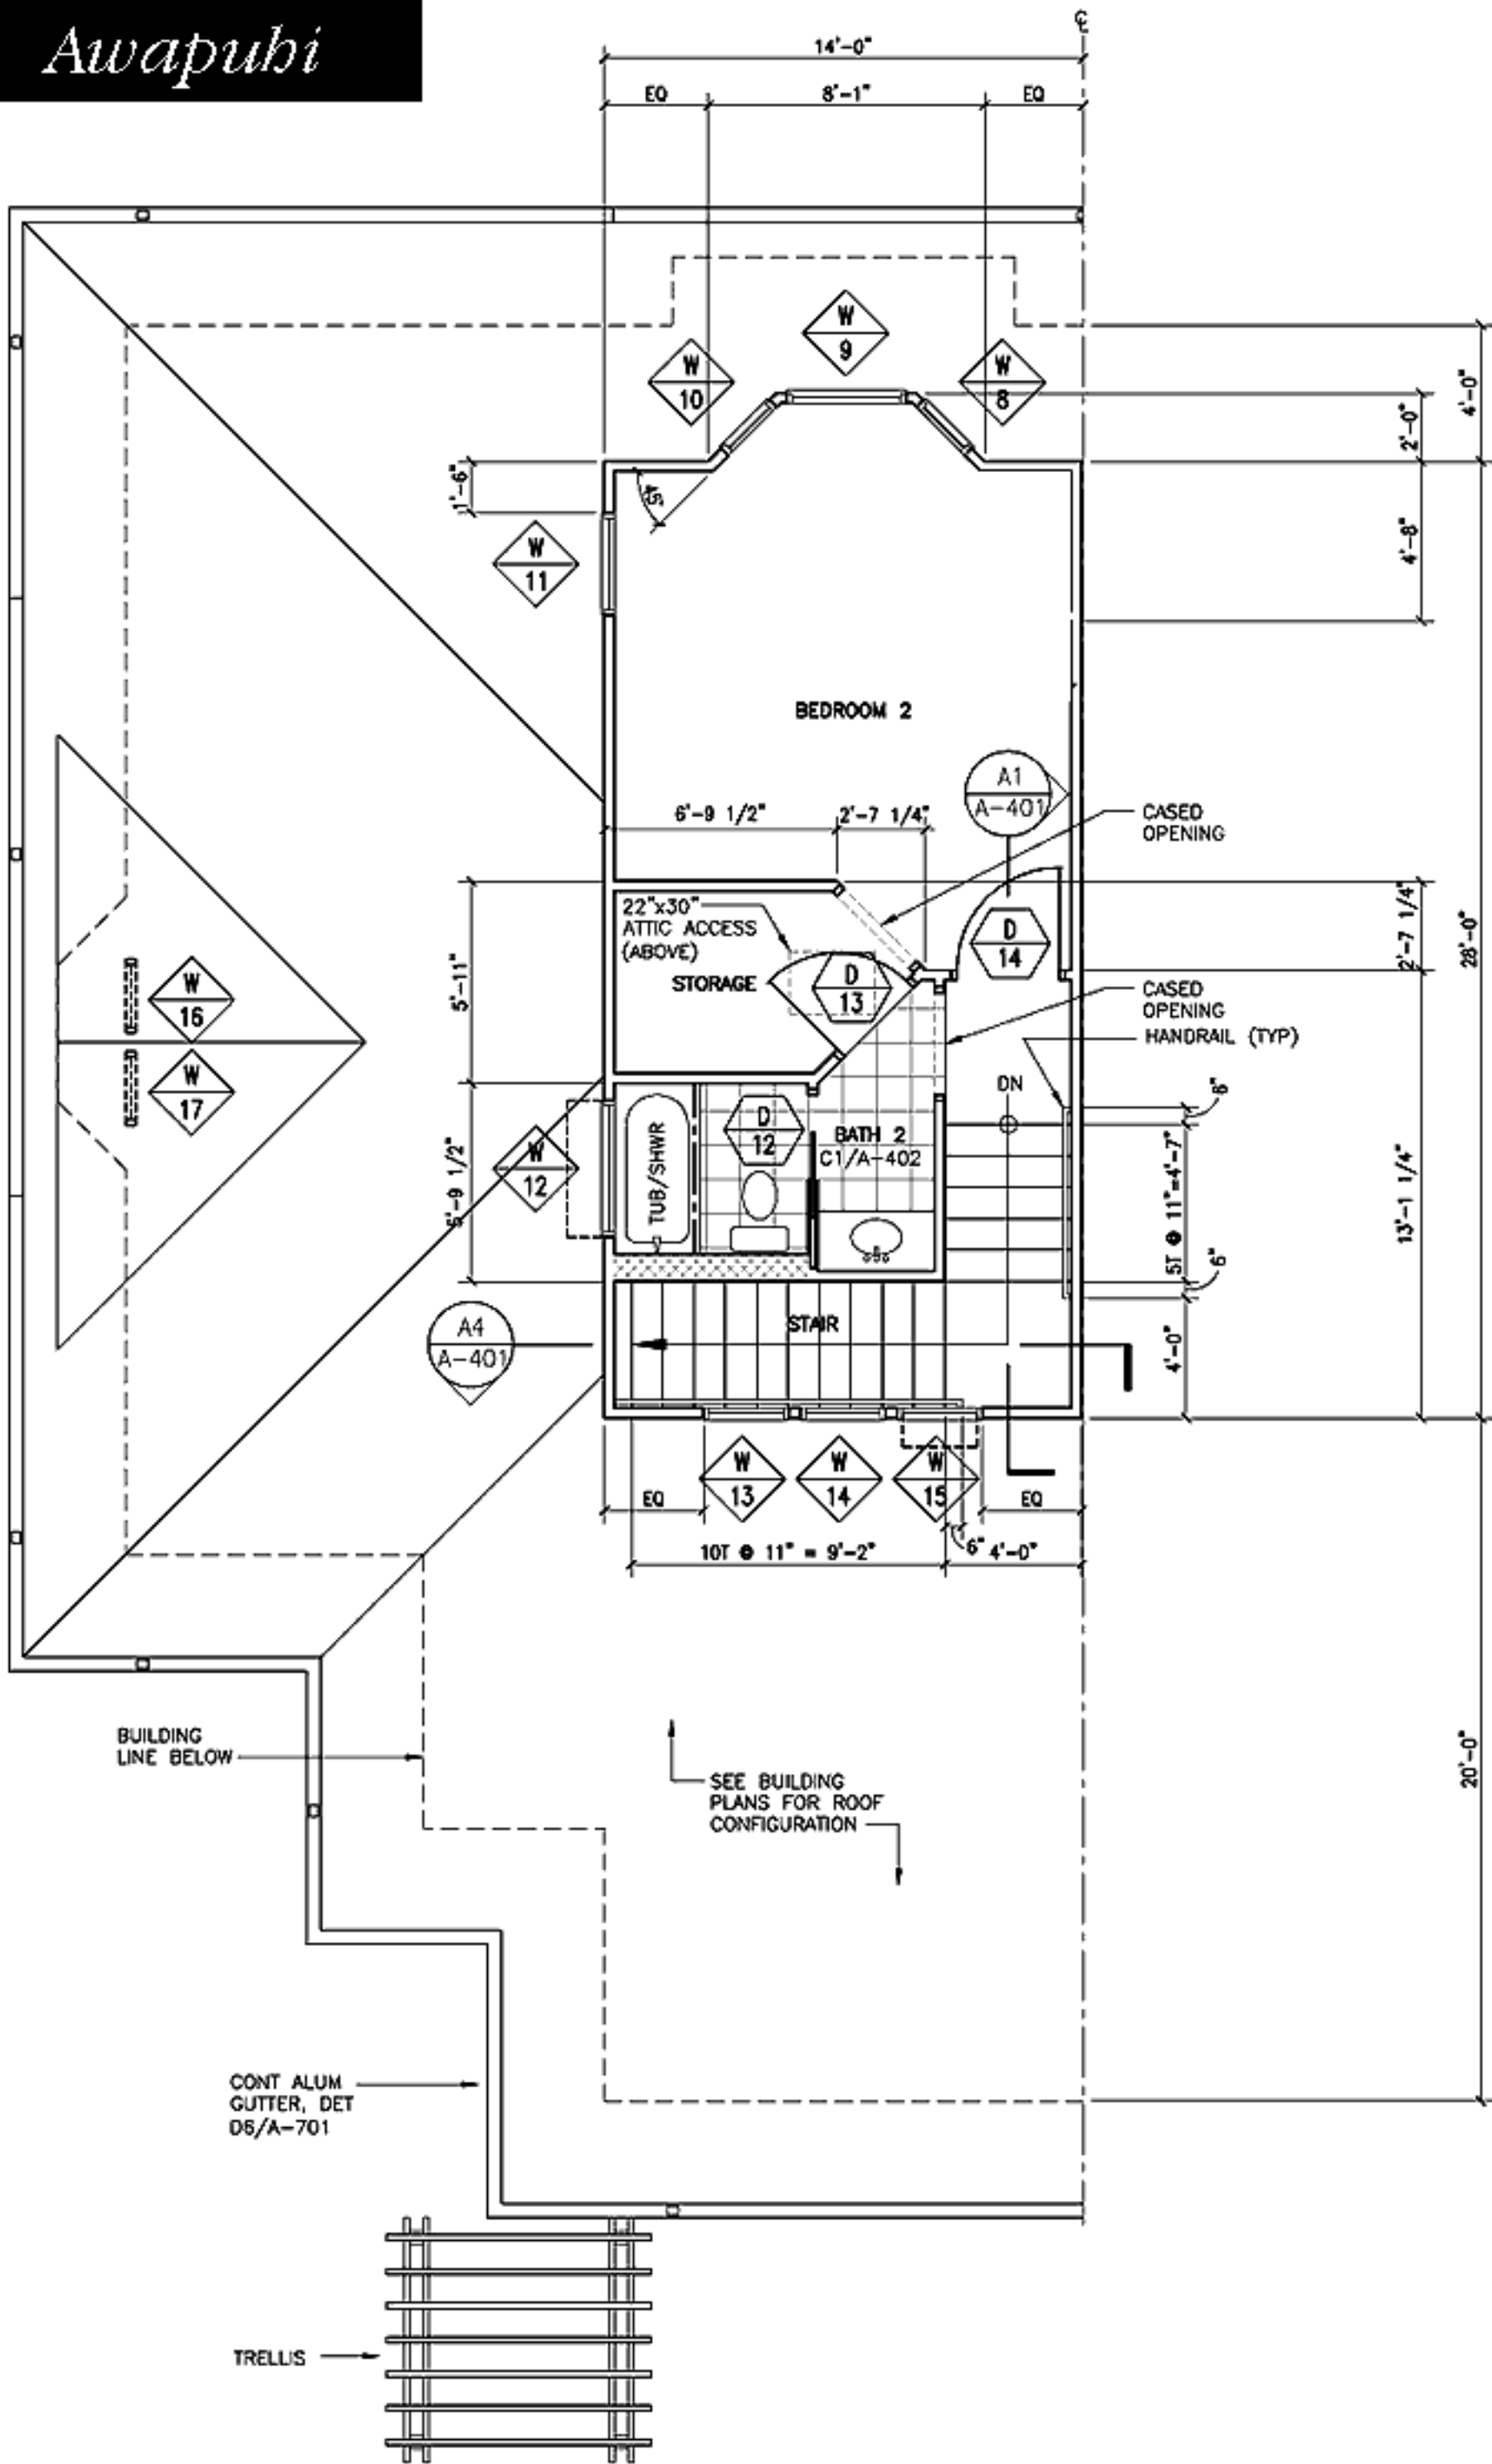 Awapuhi
14'-0"
EQ
8'-1"
EQ
W
9
W
10
W
8
4'-0"
2'-0"
1'-6"
45°
W
11
4'-8"
BEDROOM 2
A1
A-401
6'-9 1/2"
2'-7 1/4"
CASED
OPENING
22"x30"
ATTIC ACCESS
(ABOVE)
STORAGE
D
13
D
14
2'-7 1/4"
28'-0"
5'-11"
CASED
OPENING
HANDRAIL (TYP)
W
16
W
17
DN
6"
D
12
BATH 2
C1/A-402
TUB/SHWR
W
12
5'-9 1/2"
5T @ 11"=4'-7"
13'-1 1/4"
6"
STAIR
A4
A-401
4'-0"
W
13
W
14
W
15
EQ
EQ
10T @ 11" = 9'-2"
6"
4'-0"
BUILDING
LINE BELOW
SEE BUILDING
PLANS FOR ROOF
CONFIGURATION
20'-0"
CONT ALUM
GUTTER, DET
D6/A-701
TRELLIS